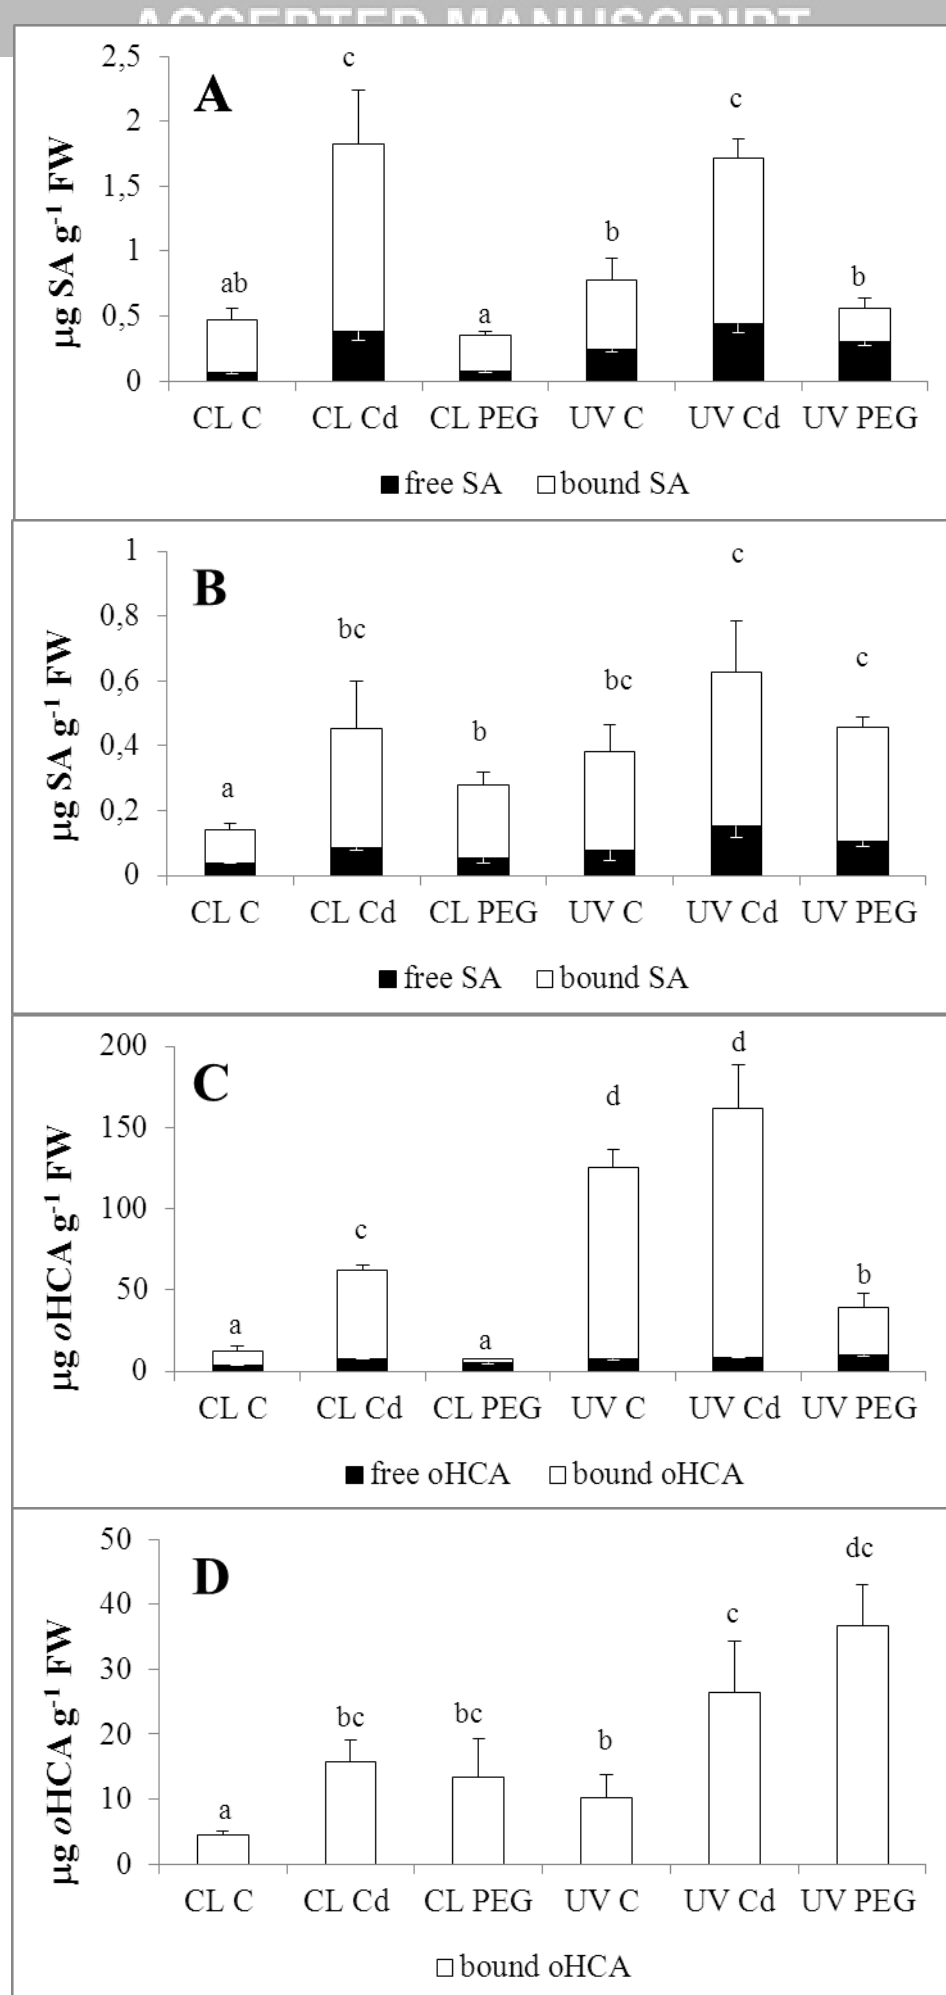 ACCEPTED MANUSCRIPT
A
µg SA g-1 FW
2,5
2
1,5
1
0,5
0
c
c
b
ab
a
b
CL C CL Cd CL PEG UV C UV Cd UV PEG
free SA bound SA
B
µg SA g-1 FW
1
0,8
0,6
0,4
0,2
0
a
bc
b
bc
c
c
CL C CL Cd CL PEG UV C UV Cd UV PEG
free SA bound SA
C
µg oHCA g-1 FW
200
150
100
50
0
a
c
a
d
d
b
CL C CL Cd CL PEG UV C UV Cd UV PEG
free oHCA bound oHCA
D
µg oHCA g-1 FW
50
40
30
20
10
0
a
bc
bc
b
c
dc
CL C CL Cd CL PEG UV C UV Cd UV PEG
bound oHCA